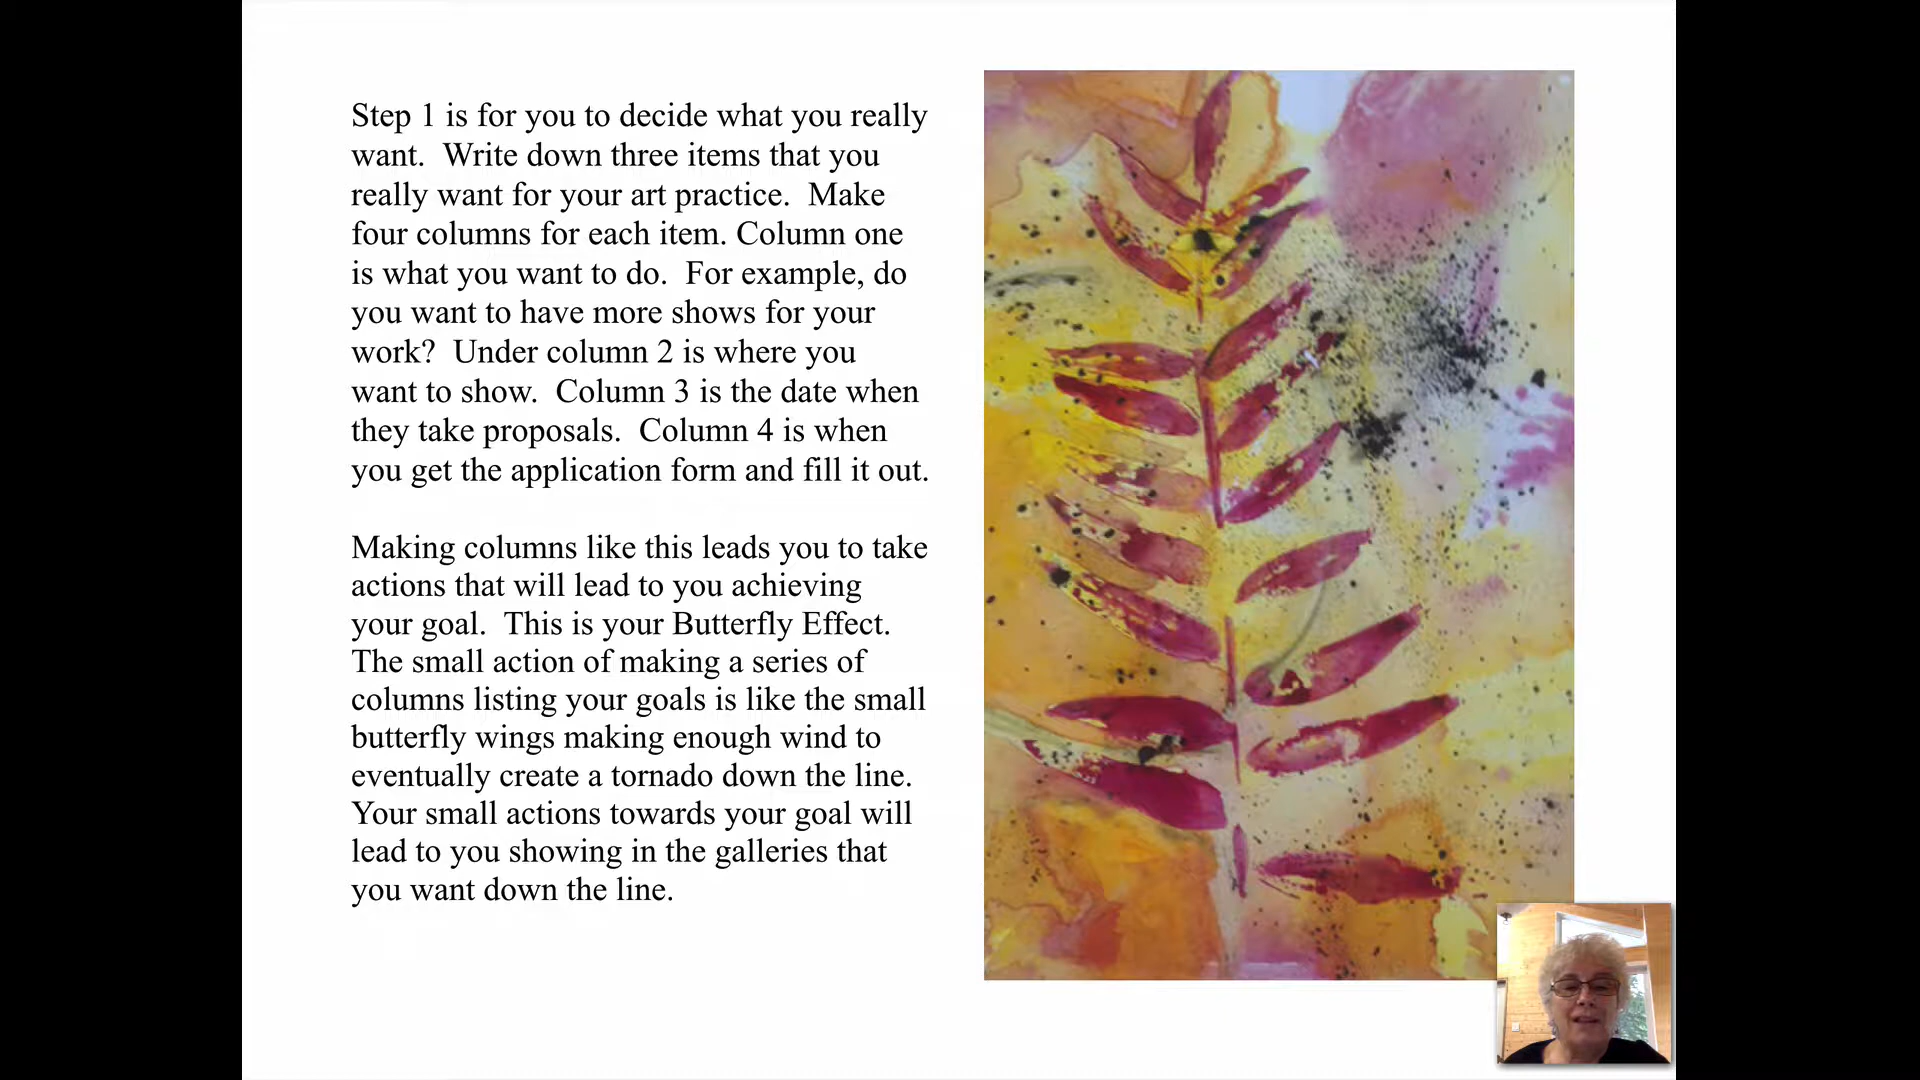 Step 1 is for you to decide what you really
want.  Write down three items that you
really want for your art practice.  Make
four columns for each item. Column one
is what you want to do.  For example, do
you want to have more shows for your
work?  Under column 2 is where you
want to show.  Column 3 is the date when
they take proposals.  Column 4 is when
you get the application form and fill it out.
Making columns like this leads you to take
actions that will lead to you achieving
your goal.  This is your Butterfly Effect.
The small action of making a series of
columns listing your goals is like the small
butterfly wings making enough wind to
eventually create a tornado down the line.
Your small actions towards your goal will
lead to you showing in the galleries that
you want down the line.